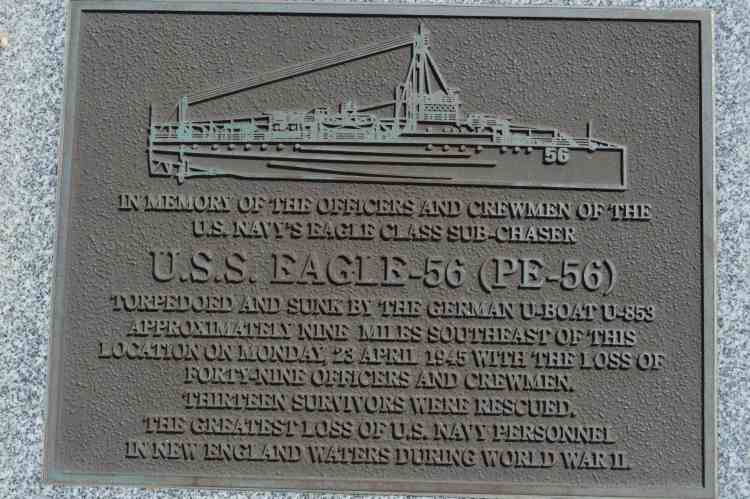 56
IN MEMORY OF THE OFFICERS AND CREWMEN OF THE
U.S. NAVY'S EAGLE CLASS SUB-CHASER
U.S.S. EAGLE-56 (PE-56)
TORPEDOED AND SUNK BY THE GERMAN U-BOAT U-853
APPROXIMATELY NINE MILES SOUTHEAST OF THIS
LOCATION ON MONDAY, 23 APRIL 1945 WITH THE LOSS OF
FORTY-NINE OFFICERS AND CREWMEN.
THIRTEEN SURVIVORS WERE RESCUED.
THE GREATEST LOSS OF U.S. NAVY PERSONNEL
IN NEW ENGLAND WATERS DURING WORLD WAR II.